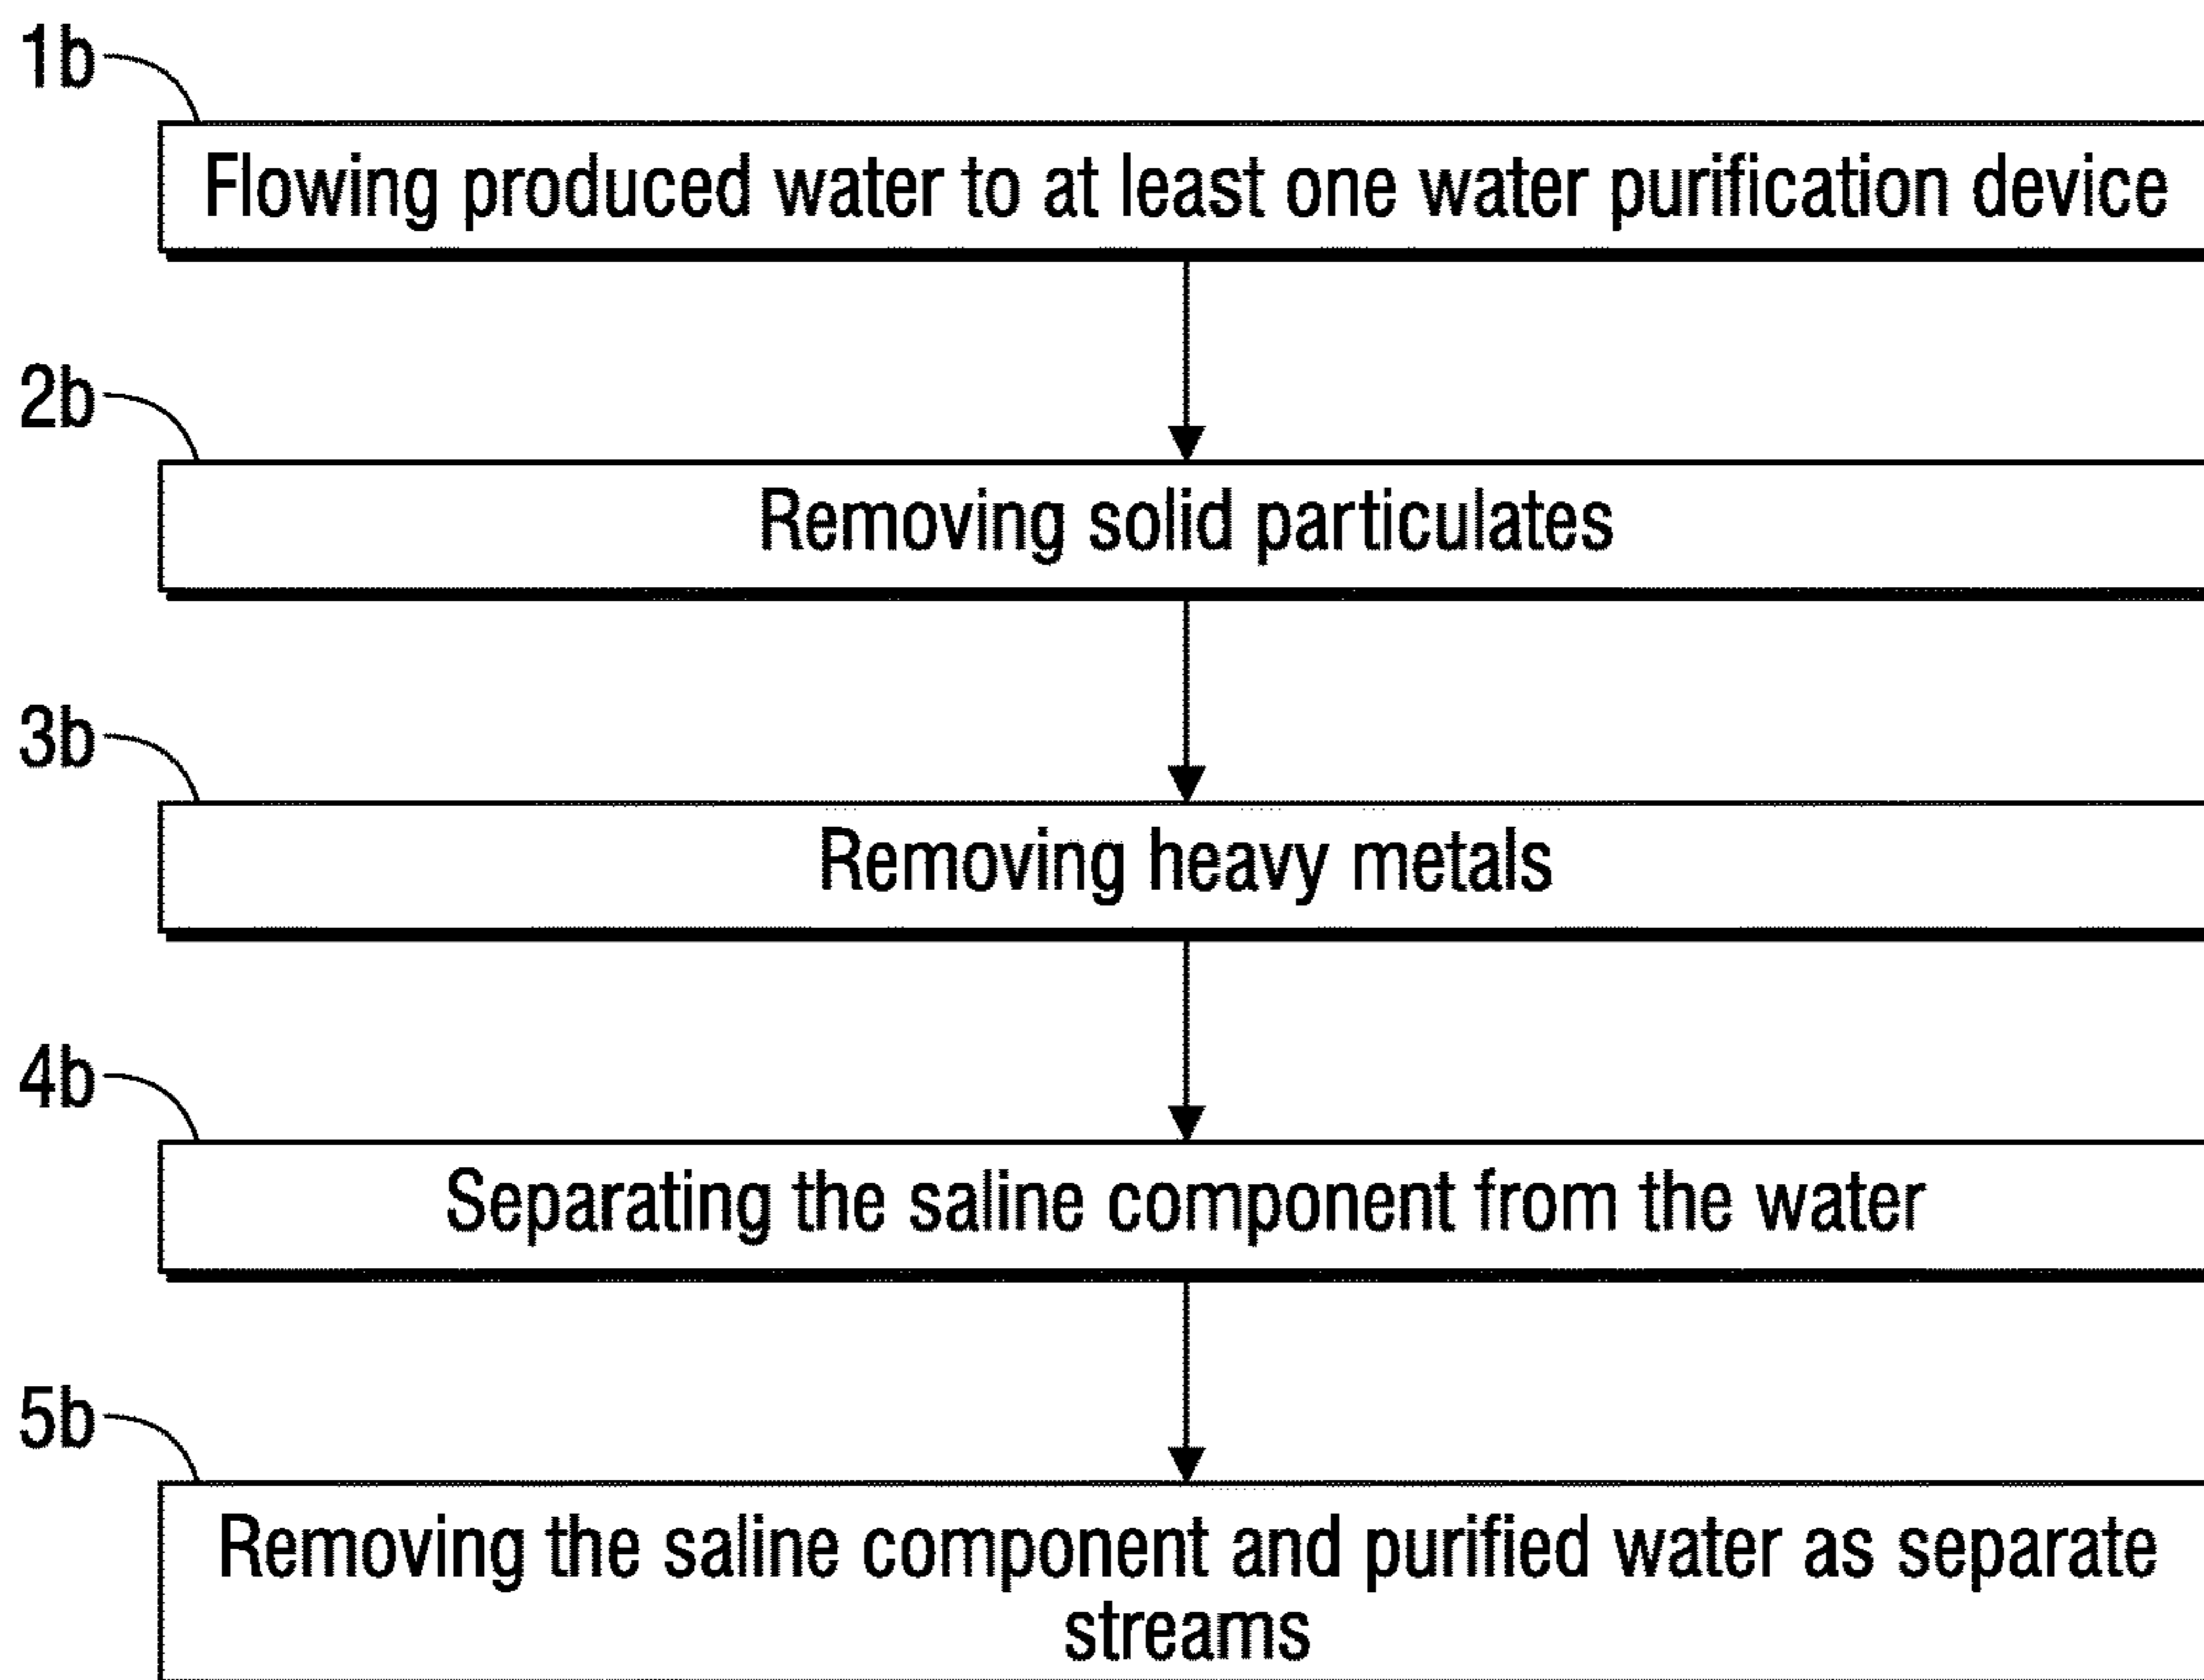 1b
Flowing produced water to at least one water purification device
2b
Removing solid particulates
3b
Removing heavy metals
4b
Separating the saline component from the water
5b
Removing the saline component and purified water as separate
streams